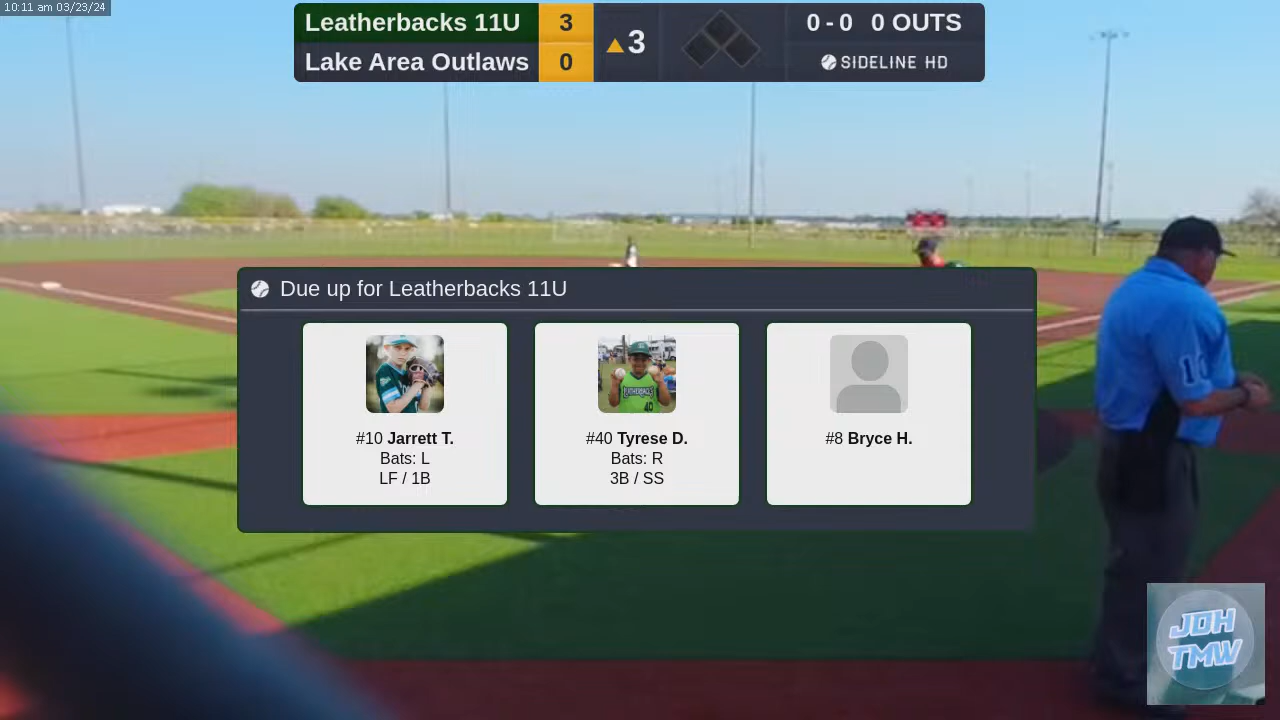 10:11 am 03/23/24
Leatherbacks 11U 3
Lake Area Outlaws 0
3
0 - 0 0 OUTS
SIDELINE HD
Due up for Leatherbacks 11U
#10 Jarrett T.
Bats: L
LF / 1B
LEATHERBACKS
40
#40 Tyrese D.
Bats: R
3B / SS
#8 Bryce H.
JDH
TMW